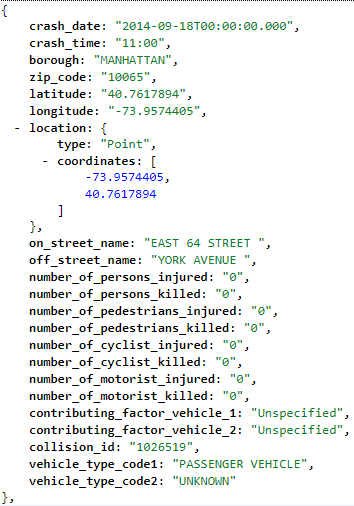 {
crash_date: "2014-09-18T00:00:00.000",
crash_time: "11:00",
borough: "MANHATTAN",
zip_code: "10065",
latitude: "40.7617894",
longitude: "-73.9574405",
- location: {
type: "Point",
- coordinates: [
-73.9574405,
40.7617894
]
},
on_street_name: "EAST 64 STREET ",
off_street_name: "YORK AVENUE ",
number_of_persons_injured: "0",
number_of_persons_killed: "0",
number_of_pedestrians_injured: "0",
number_of_pedestrians_killed: "0",
number_of_cyclist_injured: "0",
number_of_cyclist_killed: "0",
number_of_motorist_injured: "0",
number_of_motorist_killed: "0",
contributing_factor_vehicle_1: "Unspecified",
contributing_factor_vehicle_2: "Unspecified",
collision_id: "1026519",
vehicle_type_code1: "PASSENGER VEHICLE",
vehicle_type_code2: "UNKNOWN"
},